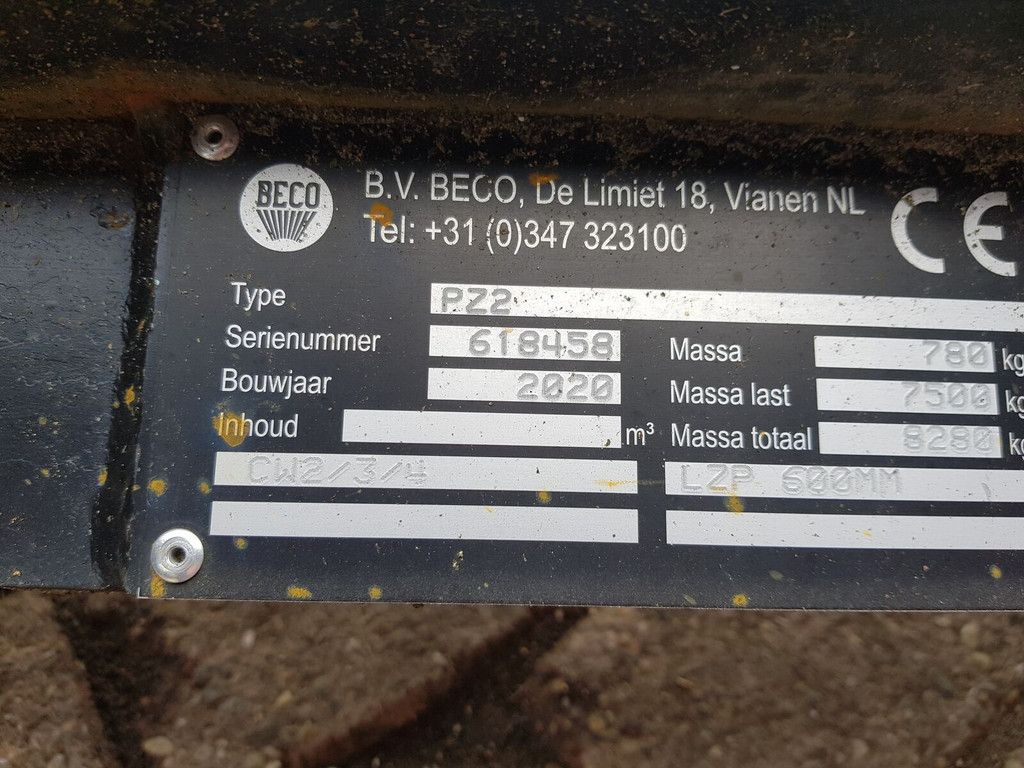 BECO B.V. BECO, De Limiet 18, Vianen NL CE
Tel: +31 (0)347 323100
Type PZ2
Serienummer 618458 Massa 780 kg
Bouwjaar 2020 Massa last 7500 kg
Inhoud m³ Massa totaal 8280 kg
CW2/3/4 LZP 600MM